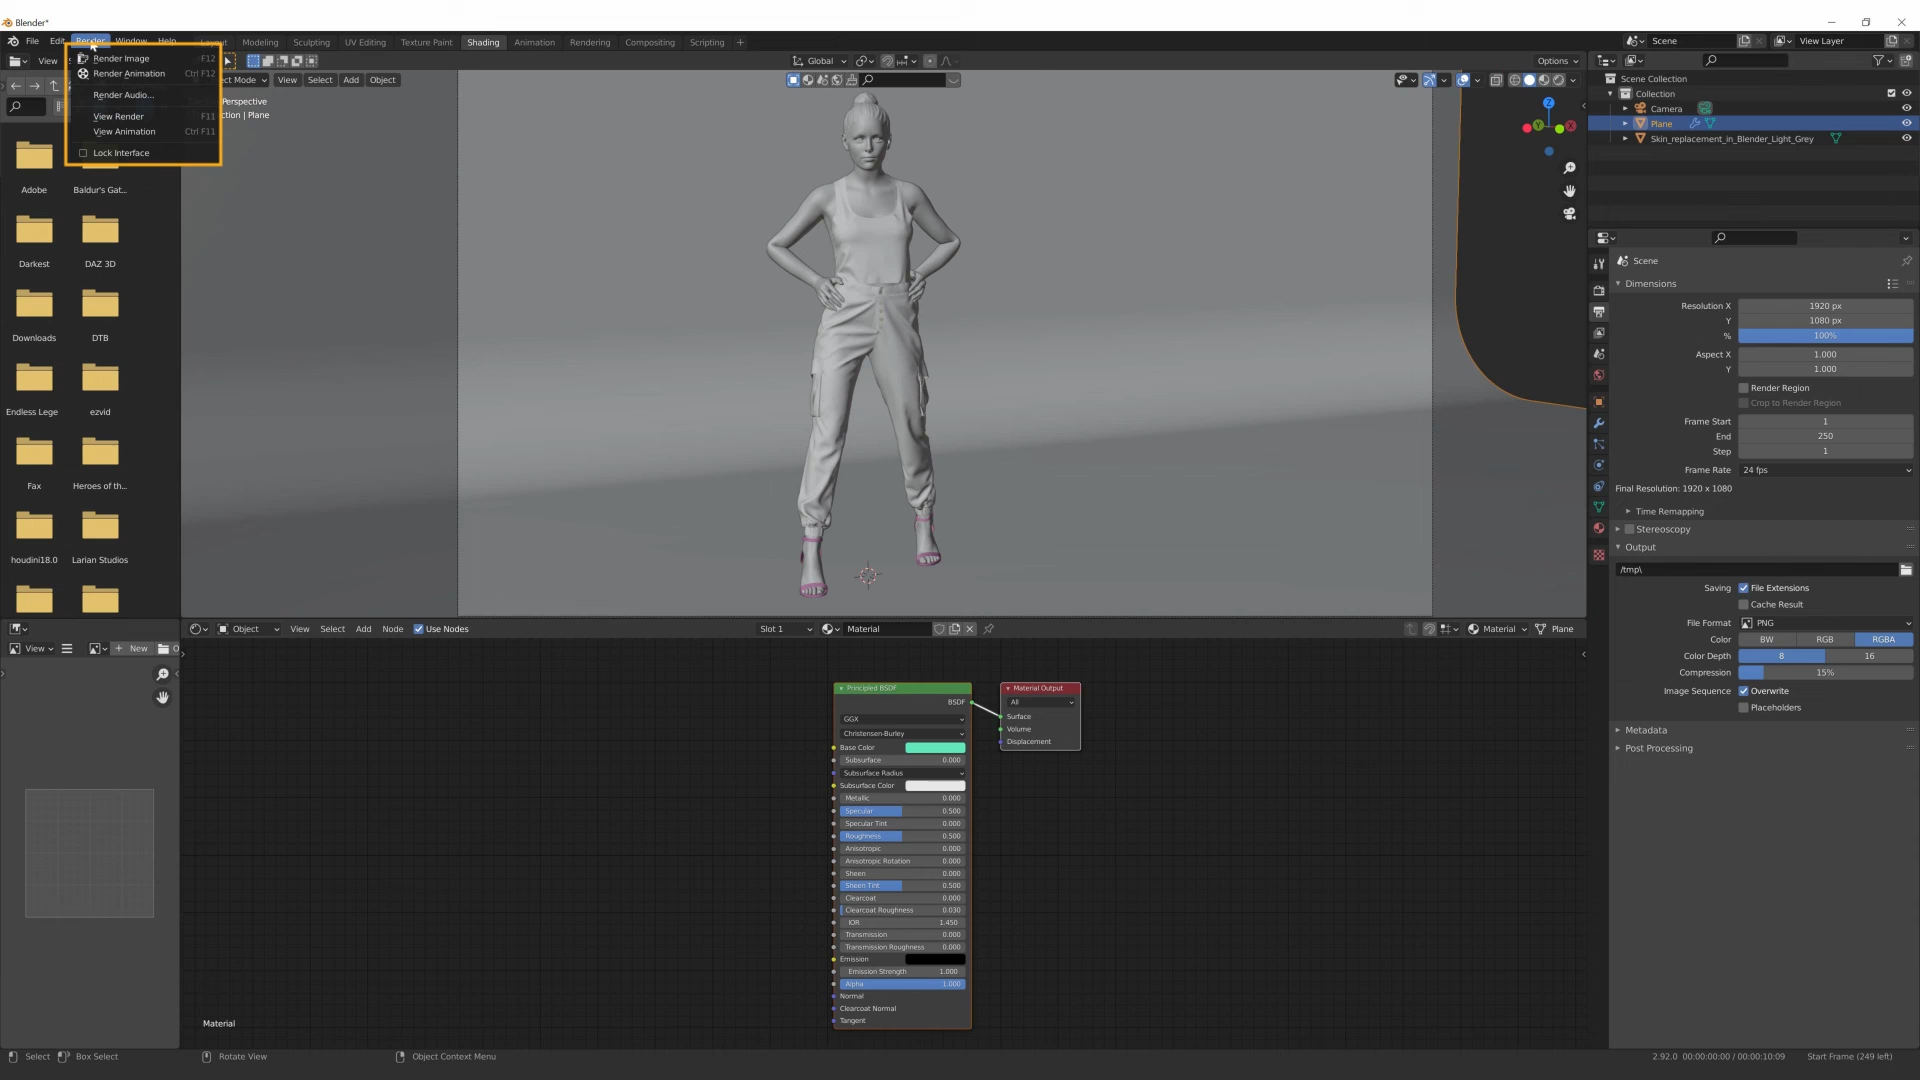 Blender*
File Edit Render Window Help
Layout Modeling Sculpting UV Editing Texture Paint Shading Animation Rendering Compositing Scripting +
Scene
View Layer
Render Image F12
Render Animation Ctrl F12
Render Audio...
View Render F11
View Animation Ctrl F11
Lock Interface
View
Global
Options
ct Mode View Select Add Object
Perspective
ction | Plane
Z
Y
X
Adobe
Baldur's Gat...
Darkest
DAZ 3D
Downloads
DTB
Endless Lege
ezvid
Fax
Heroes of th...
houdini18.0
Larian Studios
Scene Collection
Collection
Camera
Plane
Skin_replacement_in_Blender_Light_Grey
Scene
Dimensions
Resolution X 1920 px
Y 1080 px
% 100%
Aspect X 1.000
Y 1.000
Render Region
Crop to Render Region
Frame Start 1
End 250
Step 1
Frame Rate 24 fps
Final Resolution: 1920 x 1080
Time Remapping
Stereoscopy
Output
/tmp\
Saving File Extensions
Cache Result
File Format PNG
Color BW RGB RGBA
Color Depth 8 16
Compression 15%
Image Sequence Overwrite
Placeholders
Metadata
Post Processing
View + New O
Object View Select Add Node Use Nodes
Slot 1
Material
Material
Plane
Principled BSDF
BSDF
GGX
Christensen-Burley
Base Color
Subsurface 0.000
Subsurface Radius
Subsurface Color
Metallic 0.000
Specular 0.500
Specular Tint 0.000
Roughness 0.500
Anisotropic 0.000
Anisotropic Rotation 0.000
Sheen 0.000
Sheen Tint 0.500
Clearcoat 0.000
Clearcoat Roughness 0.030
IOR 1.450
Transmission 0.000
Transmission Roughness 0.000
Emission
Emission Strength 1.000
Alpha 1.000
Normal
Clearcoat Normal
Tangent
Material Output
All
Surface
Volume
Displacement
Material
Select Box Select Rotate View Object Context Menu
2.92.0 00:00:00:00 / 00:00:10:09 Start Frame (249 left)